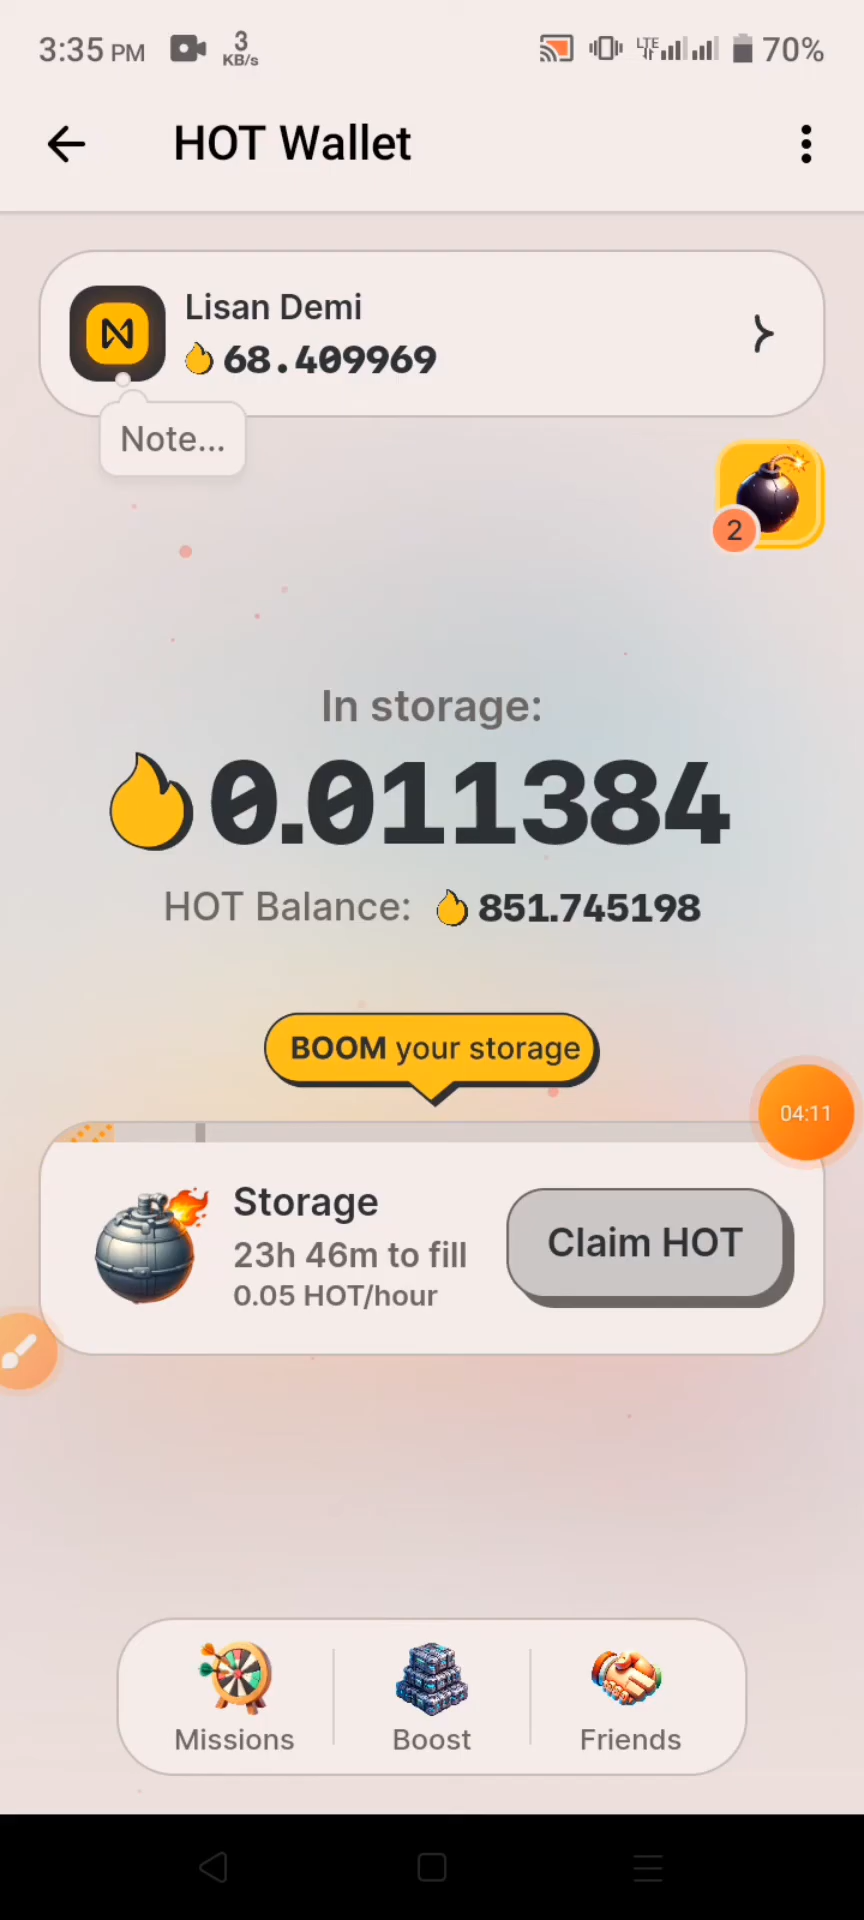 3:35 PM 3 KB/s LTE 70%
HOT Wallet
Lisan Demi
68.409969
Note...
2
In storage:
0.011384
HOT Balance: 851.745198
BOOM your storage
04:11
Storage
23h 46m to fill
0.05 HOT/hour
Claim HOT
Missions Boost Friends